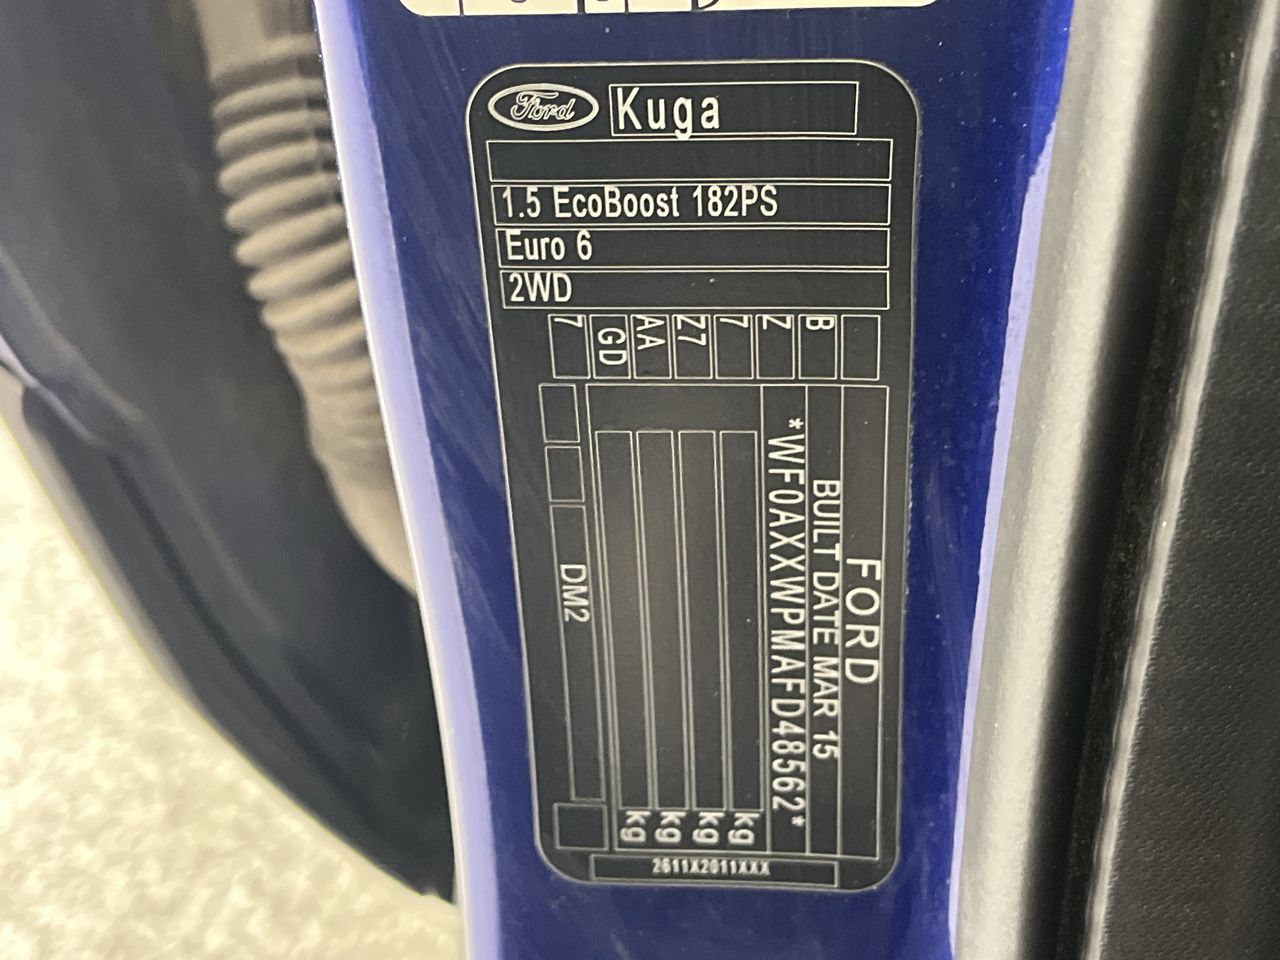 Ford
Kuga
1.5 EcoBoost 182PS
Euro 6
2WD
7
GD
AA
Z7
7
Z
B
FORD
BUILT DATE MAR 15
*WF0AXXWPMAFD48562*
kg
kg
kg
kg
DM2
2611X2011XXX